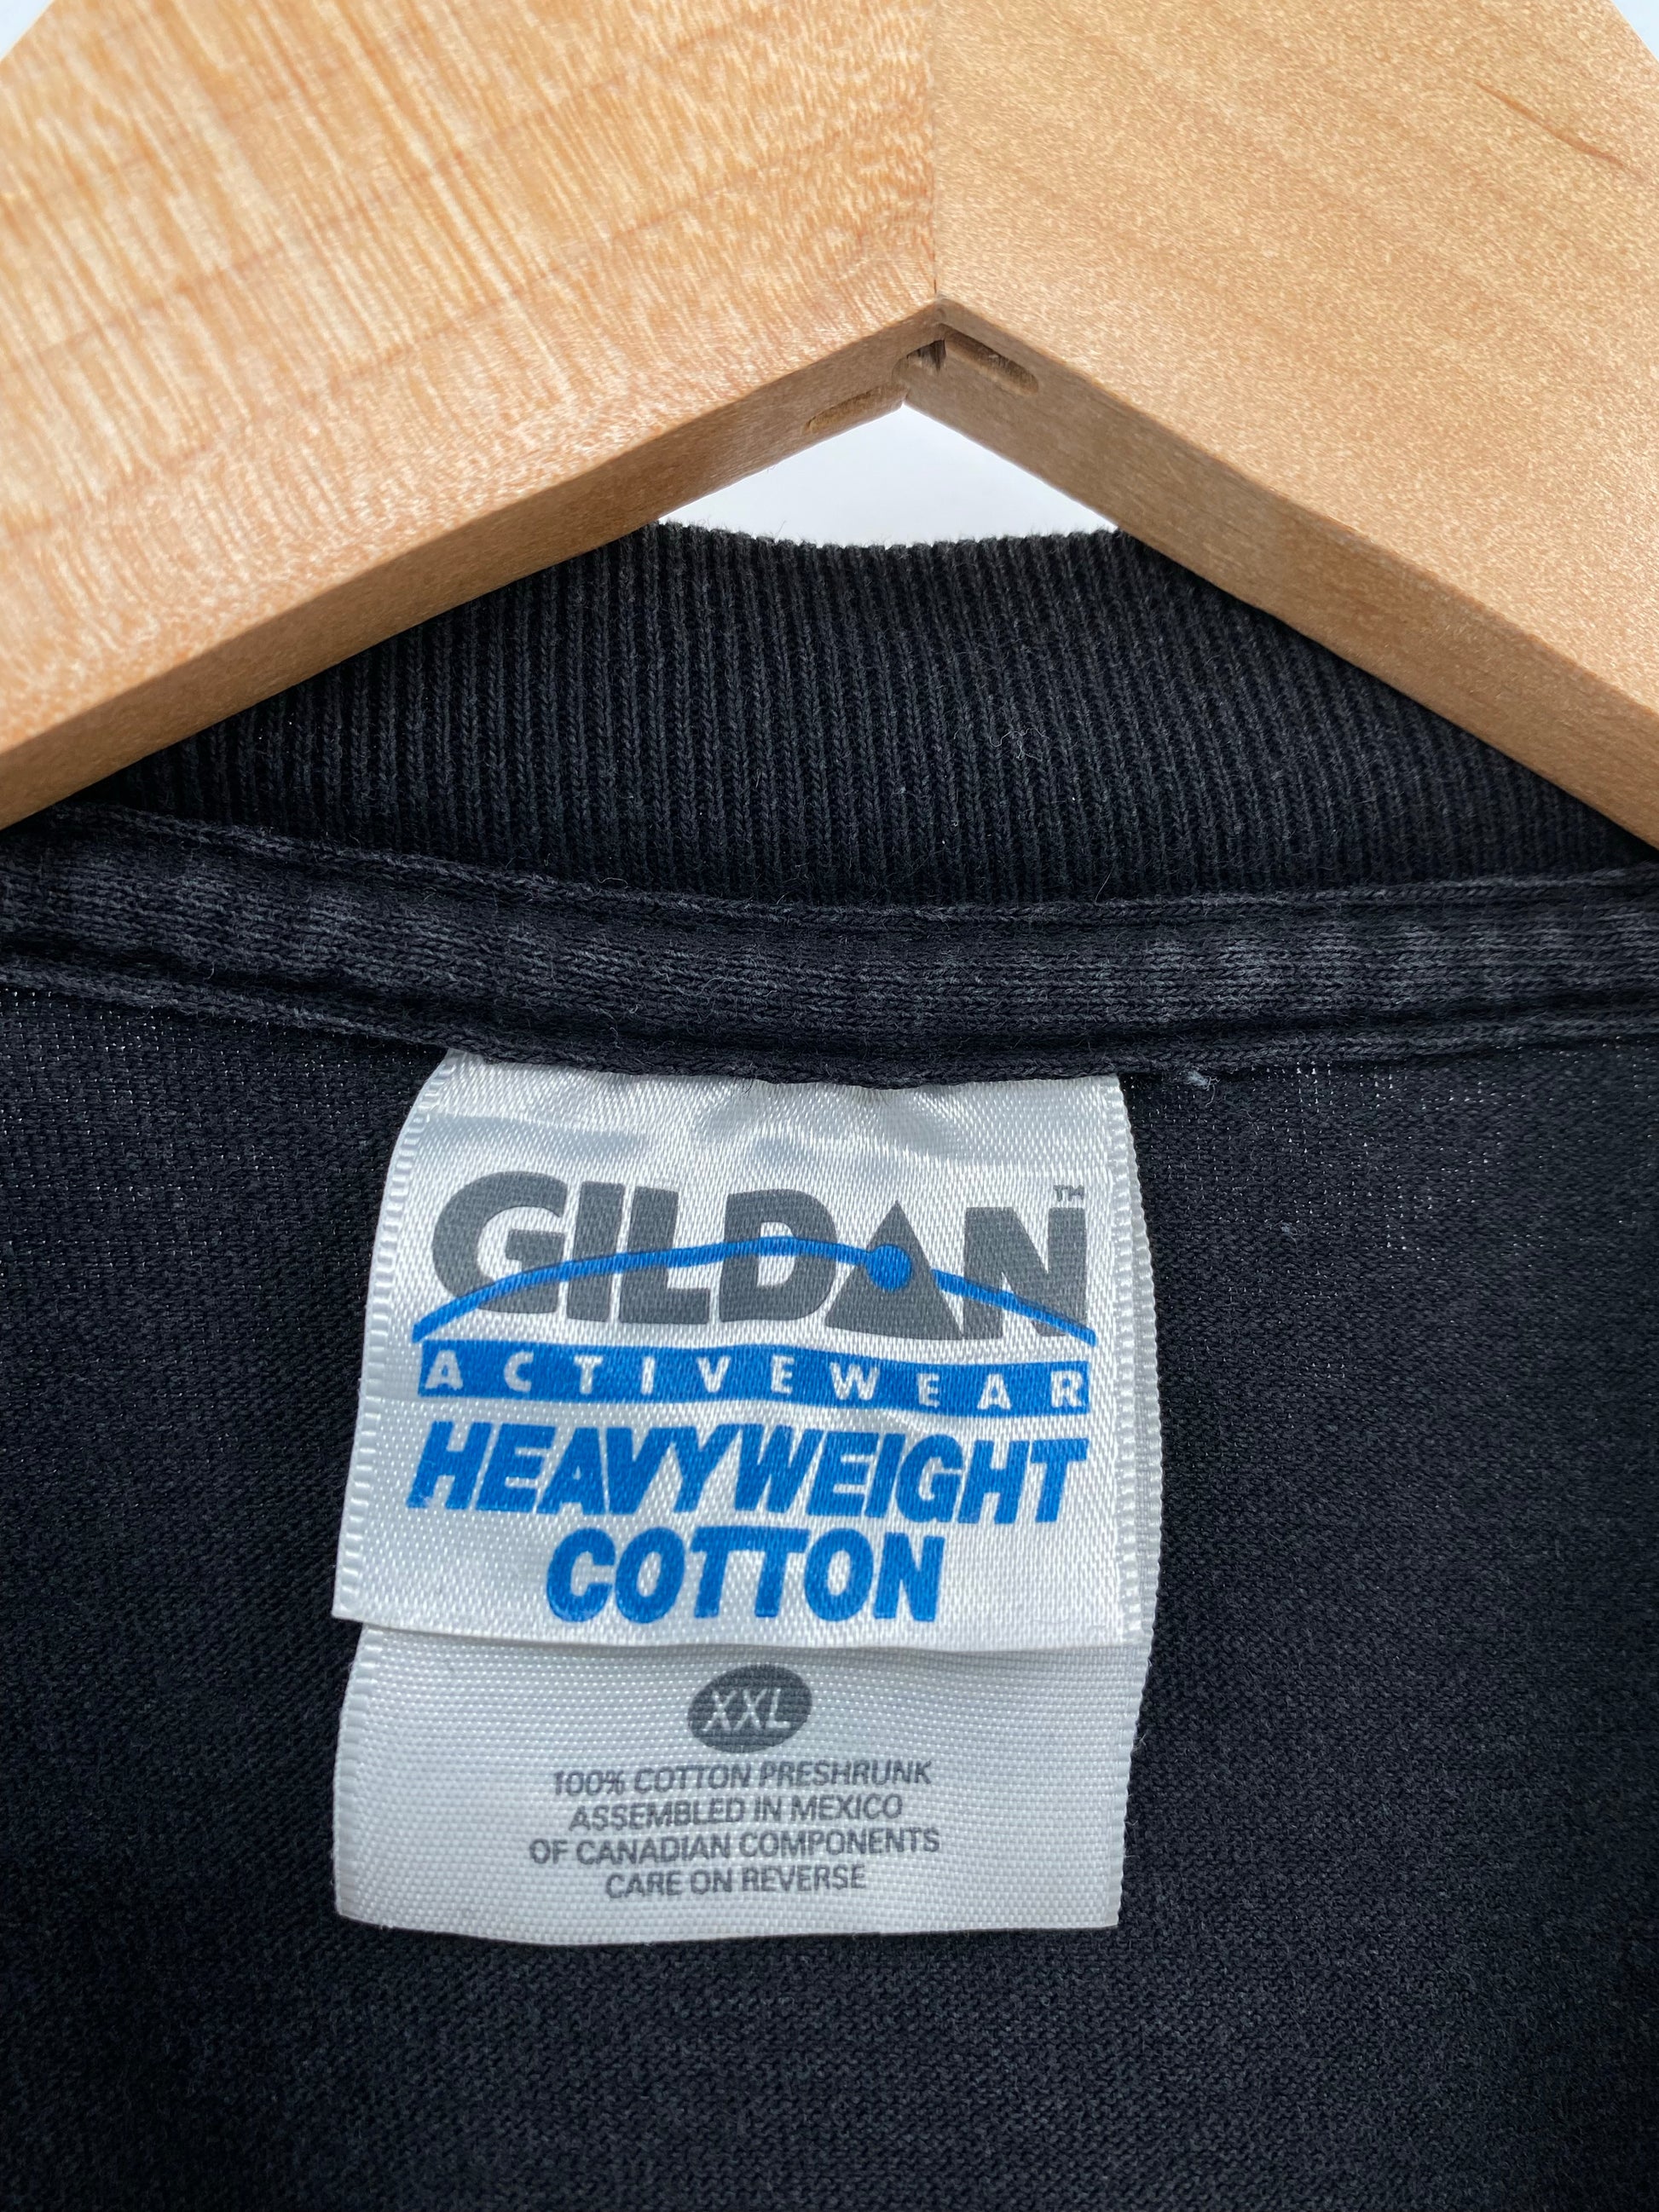 GILDAN™
ACTIVEWEAR
HEAVYWEIGHT
COTTON
XXL
100% COTTON PRESHRUNK
ASSEMBLED IN MEXICO
OF CANADIAN COMPONENTS
CARE ON REVERSE